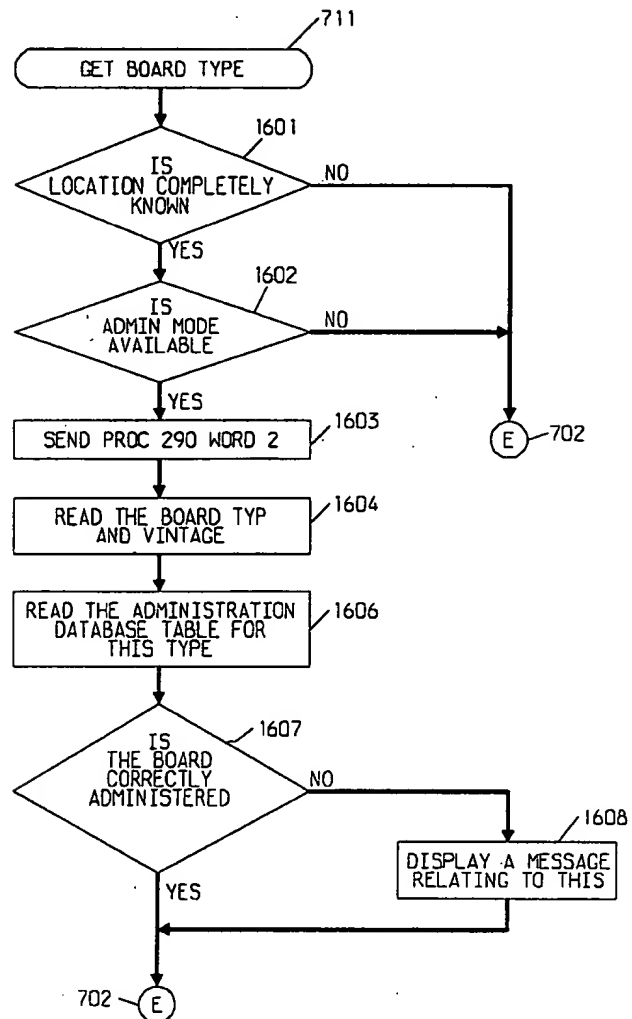 711
GET BOARD TYPE
1601
IS
LOCATION COMPLETELY
KNOWN
NO
YES
1602
IS
ADMIN MODE
AVAILABLE
NO
YES
SEND PROC 290 WORD 2
1603
E
702
READ THE BOARD TYP
AND VINTAGE
1604
READ THE ADMINISTRATION
DATABASE TABLE FOR
THIS TYPE
1606
1607
IS
THE BOARD
CORRECTLY
ADMINISTERED
NO
1608
DISPLAY A MESSAGE
RELATING TO THIS
YES
702
E